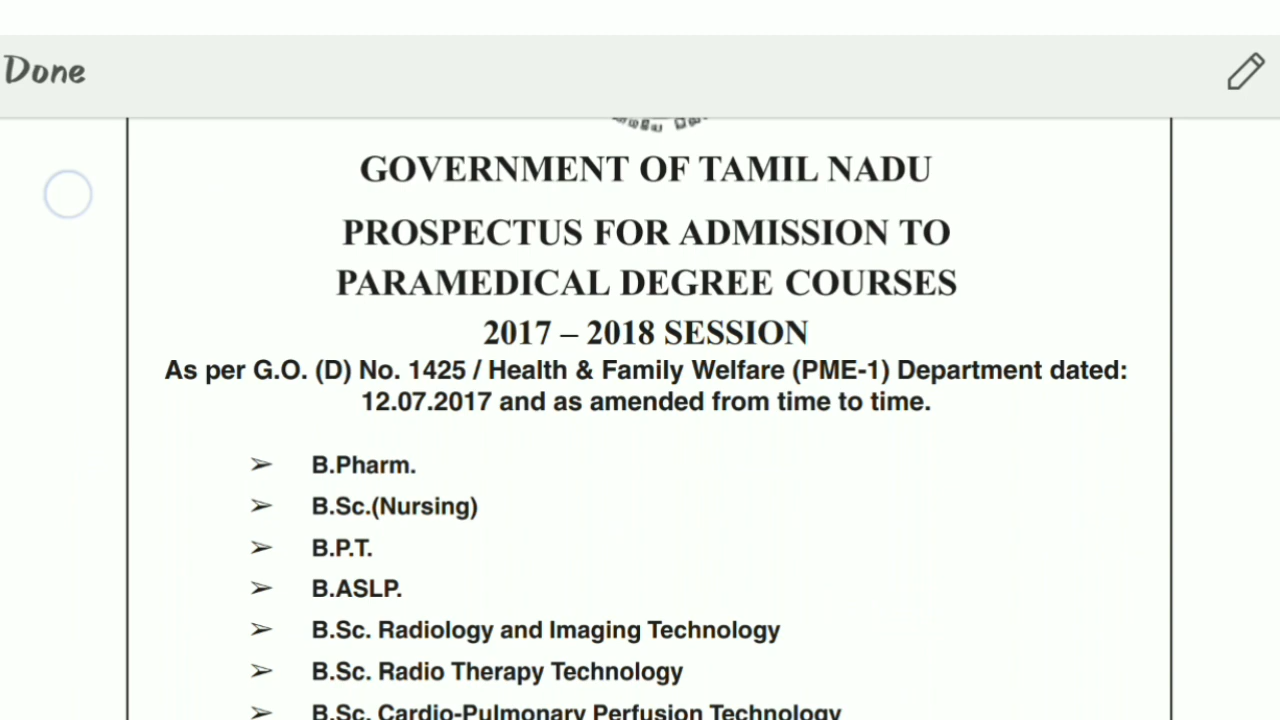 Done
GOVERNMENT OF TAMIL NADU
PROSPECTUS FOR ADMISSION TO
PARAMEDICAL DEGREE COURSES
2017 – 2018 SESSION
As per G.O. (D) No. 1425 / Health & Family Welfare (PME-1) Department dated:
12.07.2017 and as amended from time to time.
➢ B.Pharm.
➢ B.Sc.(Nursing)
➢ B.P.T.
➢ B.ASLP.
➢ B.Sc. Radiology and Imaging Technology
➢ B.Sc. Radio Therapy Technology
➢ B.Sc. Cardio-Pulmonary Perfusion Technology